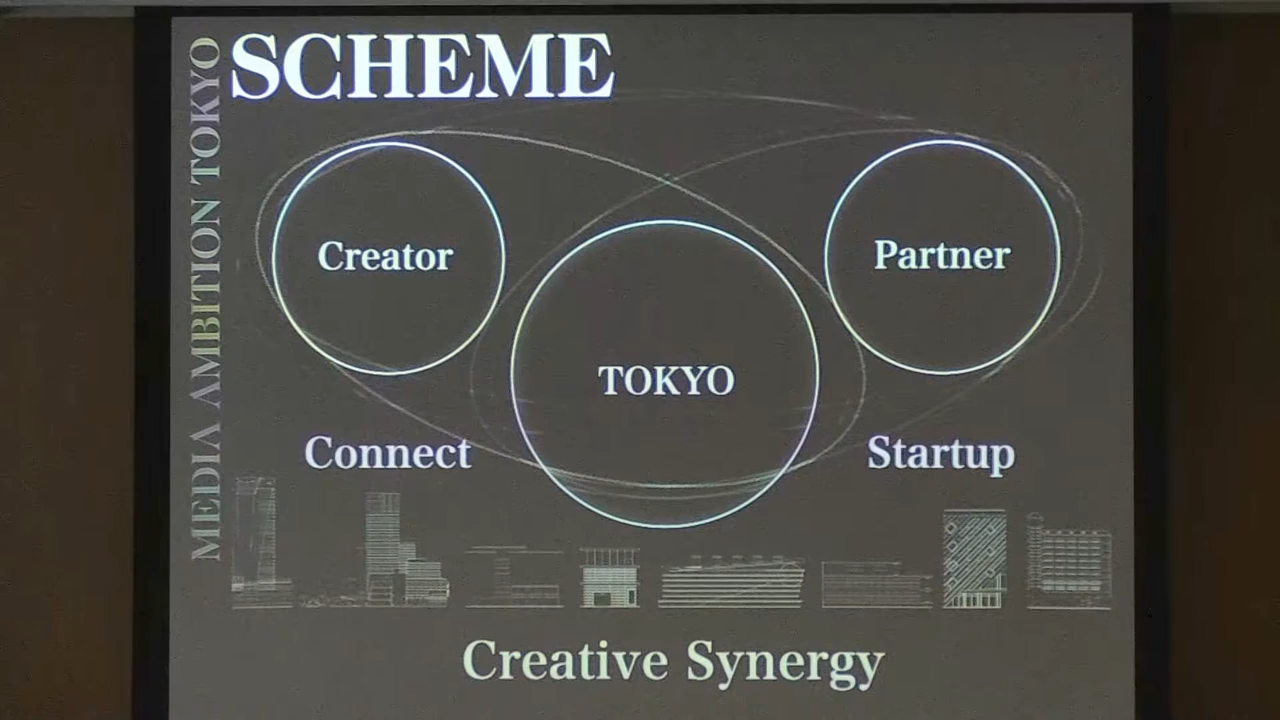 MEDIA AMBITION TOKYO
SCHEME
Creator
Partner
TOKYO
Connect
Startup
Creative Synergy